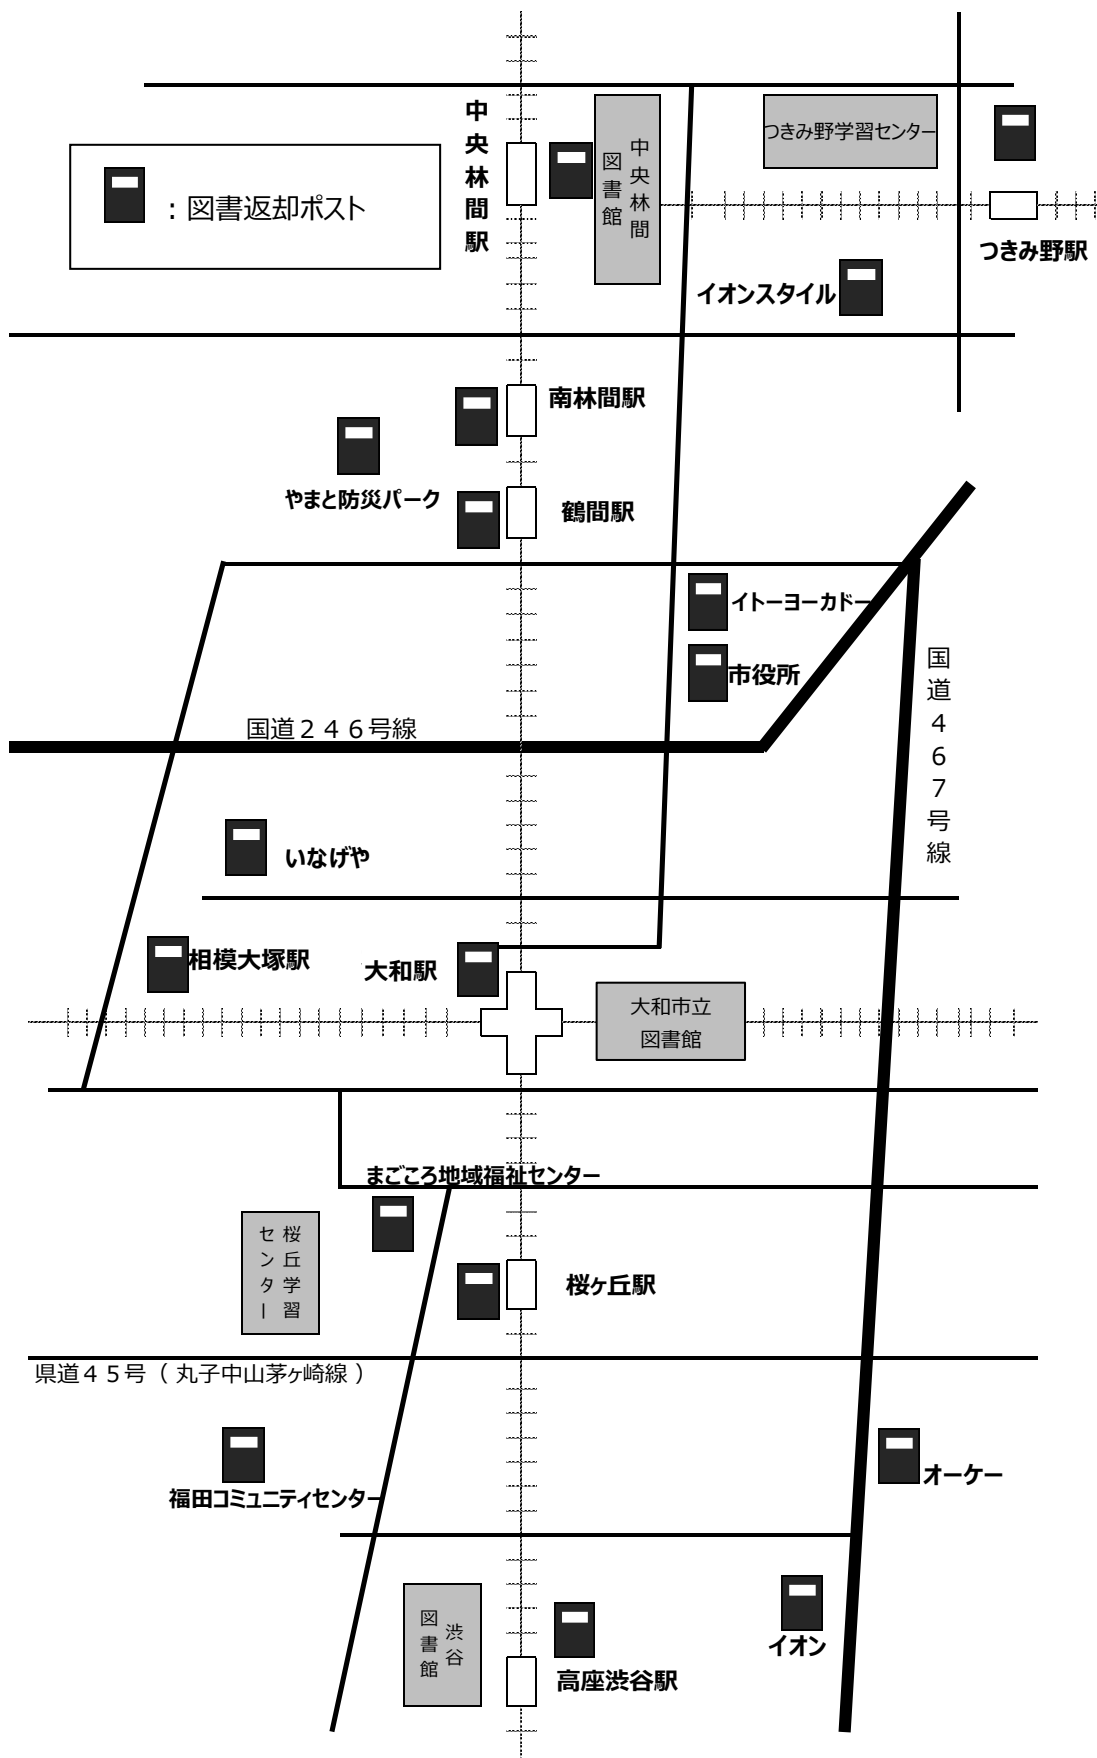 中央林間駅
中央林間
図書館
つきみ野学習センター
：図書返却ポスト
つきみ野駅
イオンスタイル
南林間駅
やまと防災パーク
鶴間駅
イトーヨーカドー
市役所
国道４６７号線
国道２４６号線
いなげや
相模大塚駅
大和駅
大和市立
図書館
まごころ地域福祉センター
桜丘学習
センター
桜ヶ丘駅
県道４５号（丸子中山茅ヶ崎線）
福田コミュニティセンター
オーケー
渋谷
図書館
イオン
高座渋谷駅